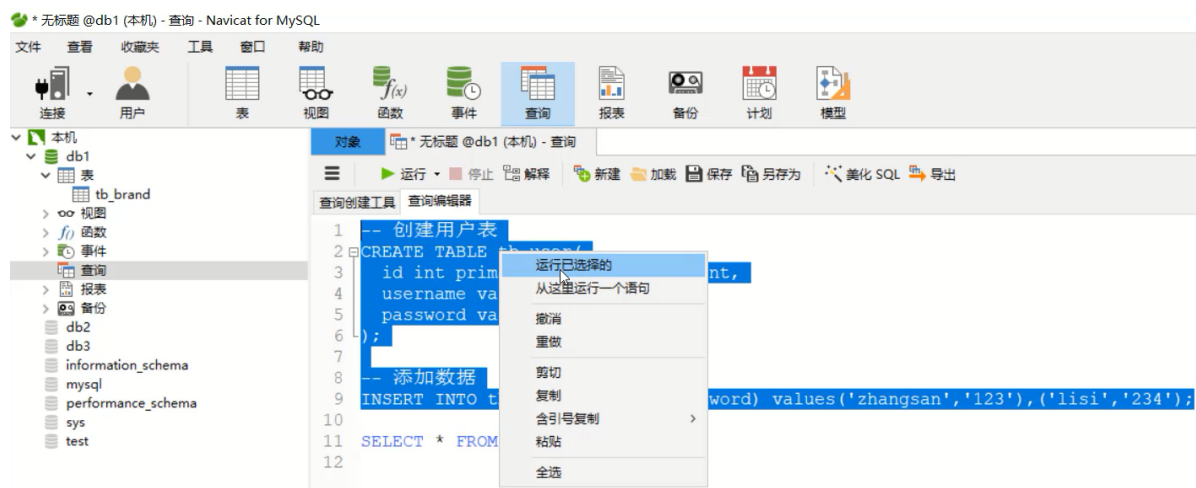 * 无标题 @db1 (本机) - 查询 - Navicat for MySQL
文件 查看 收藏夹 工具 窗口 帮助
连接 用户 表 视图 函数 事件 查询 报表 备份 计划 模型
本机
db1
表
tb_brand
视图
函数
事件
查询
报表
备份
db2
db3
information_schema
mysql
performance_schema
sys
test
对象 * 无标题 @db1 (本机) - 查询
运行 停止 解释 新建 加载 保存 另存为 美化 SQL 导出
查询创建工具 查询编辑器
1 -- 创建用户表
2 CREATE TABLE tb_user(
3 id int prim nt,
4 username va
5 password va
6 );
7
8 -- 添加数据
9 INSERT INTO t word) values('zhangsan','123'),('lisi','234');
10
11 SELECT * FROM
12
运行已选择的
从这里运行一个语句
撤消
重做
剪切
复制
含引号复制
粘贴
全选